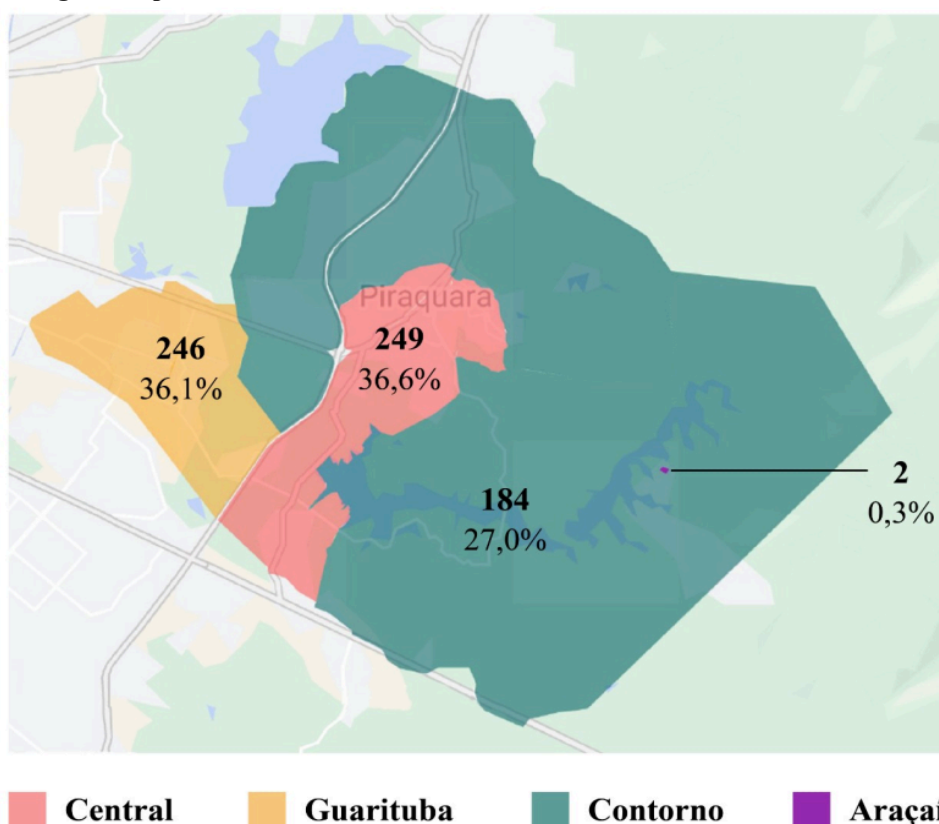 Piraquara
246
36,1%
249
36,6%
184
27,0%
2
0,3%
Central
Guarituba
Contorno